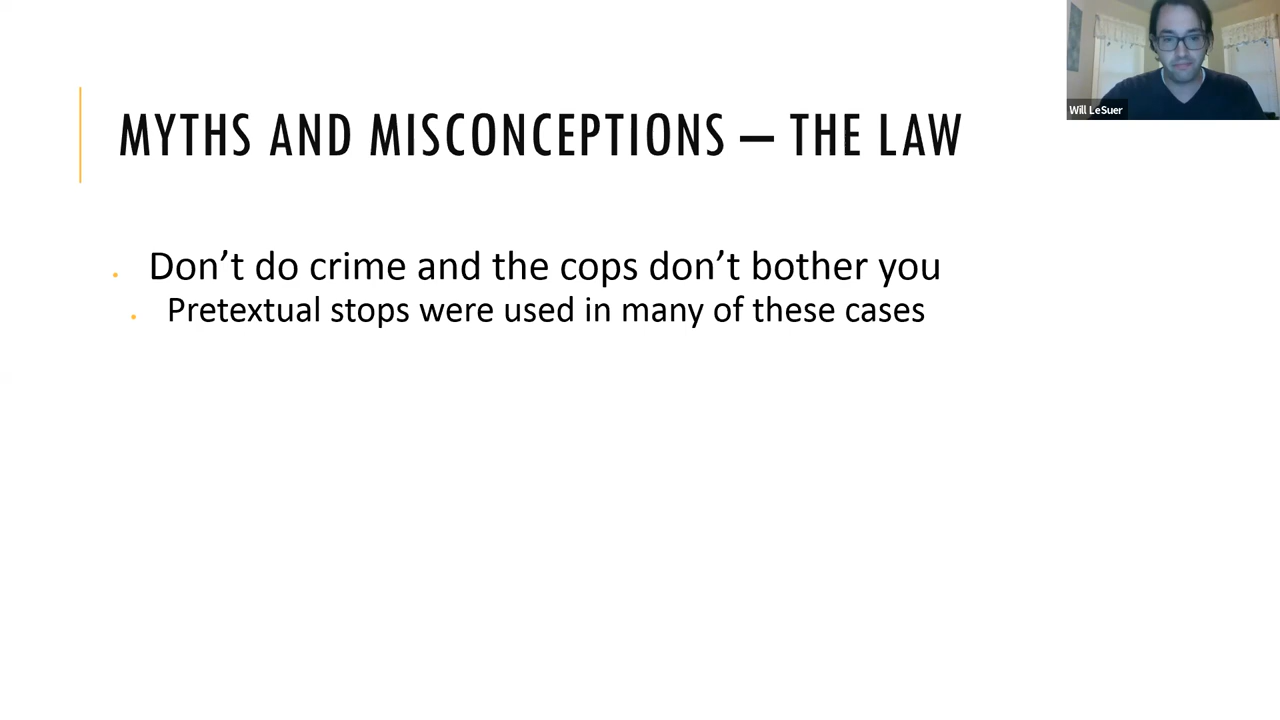 Will LeSuer
MYTHS AND MISCONCEPTIONS – THE LAW
Don’t do crime and the cops don’t bother you
Pretextual stops were used in many of these cases